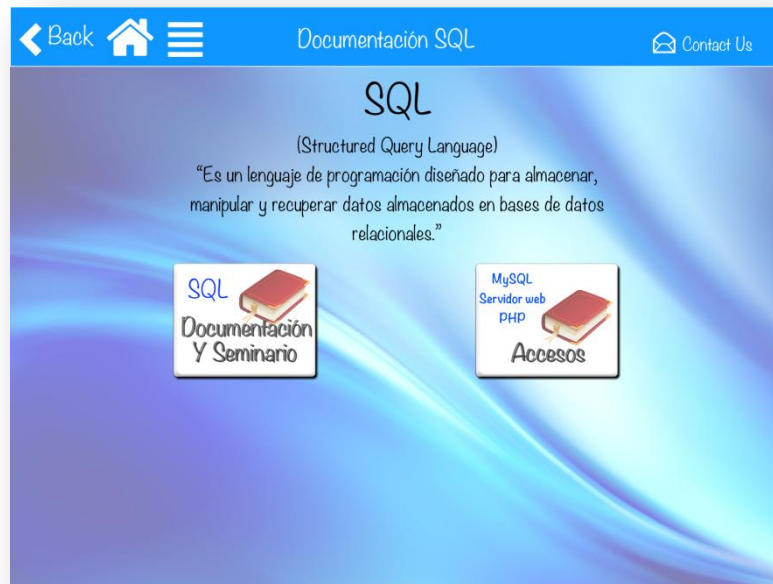 Back
Documentación SQL
Contact Us
SQL
(Structured Query Language)
“Es un lenguaje de programación diseñado para almacenar,
manipular y recuperar datos almacenados en bases de datos
relacionales.”
SQL
Documentación
Y Seminario
MySQL
Servidor web
PHP
Accesos